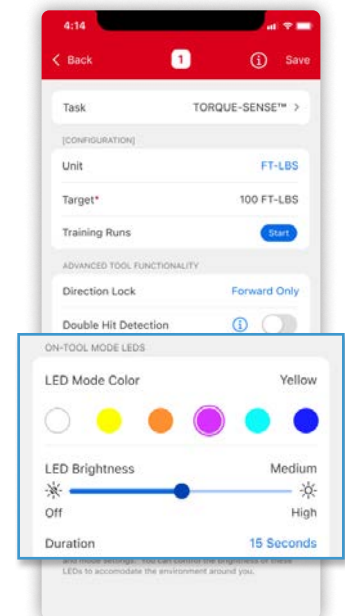 4:14
Back 1 Save
Task TORQUE-SENSE™ >
[CONFIGURATION]
Unit FT-LBS
Target* 100 FT-LBS
Training Runs Start
ADVANCED TOOL FUNCTIONALITY
Direction Lock Forward Only
Double Hit Detection
ON-TOOL MODE LEDS
LED Mode Color Yellow
LED Brightness Medium
Off High
Duration 15 Seconds
and mode settings. You can control the brightness of these
LEDs to accomodate the environment around you.